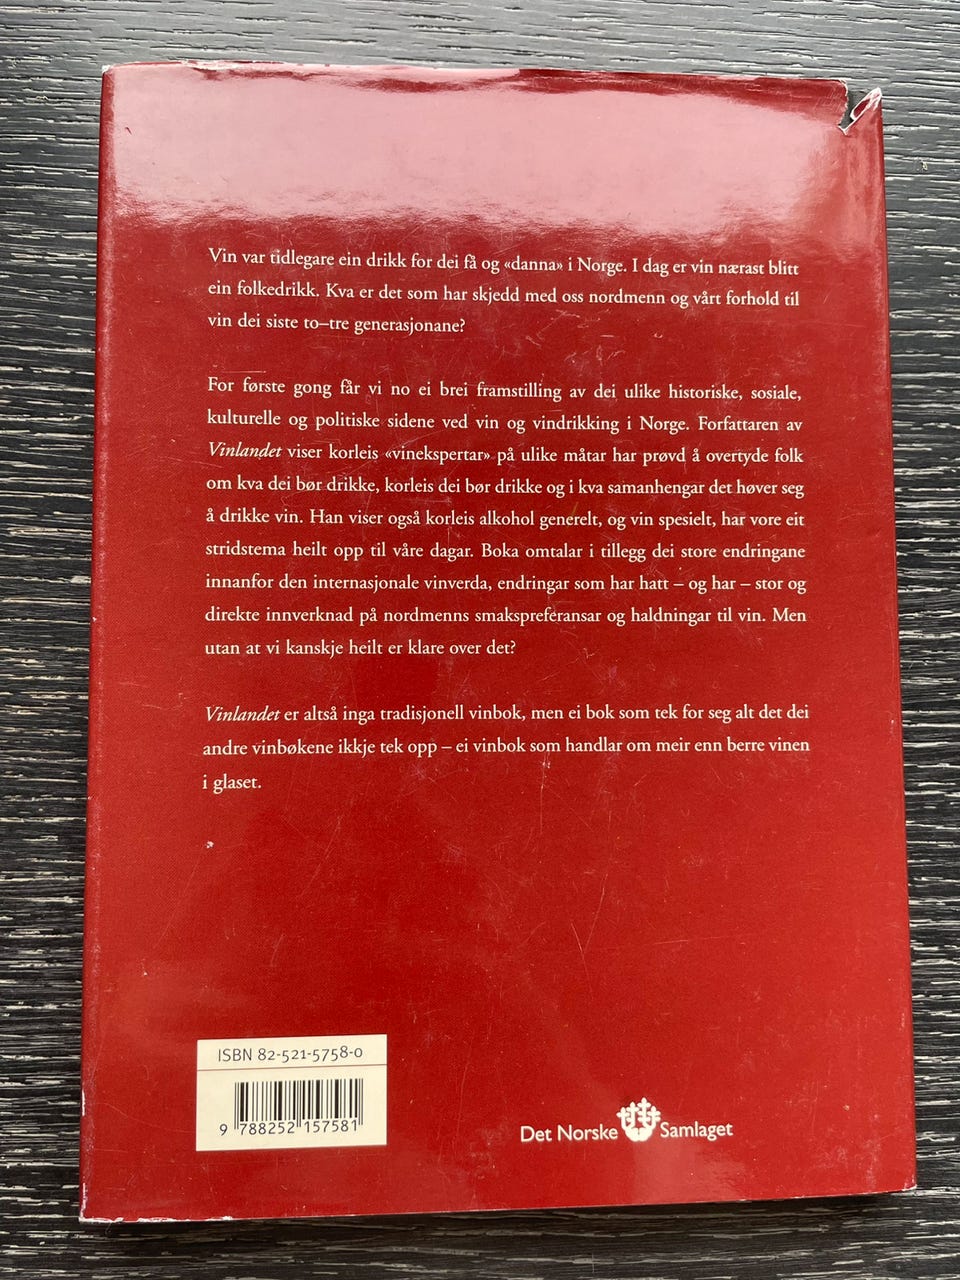 Vin var tidlegare ein drikk for dei få og «danna» i Norge. I dag er vin nærast blitt
ein folkedrikk. Kva er det som har skjedd med oss nordmenn og vårt forhold til
vin dei siste to–tre generasjonane?
For første gong får vi no ei brei framstilling av dei ulike historiske, sosiale,
kulturelle og politiske sidene ved vin og vindrikking i Norge. Forfattaren av
Vinlandet viser korleis «vinekspertar» på ulike måtar har prøvd å overtyde folk
om kva dei bør drikke, korleis dei bør drikke og i kva samanhengar det høver seg
å drikke vin. Han viser også korleis alkohol generelt, og vin spesielt, har vore eit
stridstema heilt opp til våre dagar. Boka omtalar i tillegg dei store endringane
innanfor den internasjonale vinverda, endringar som har hatt – og har – stor og
direkte innverknad på nordmenns smakspreferansar og haldningar til vin. Men
utan at vi kanskje heilt er klare over det?
Vinlandet er altså inga tradisjonell vinbok, men ei bok som tek for seg alt det dei
andre vinbøkene ikkje tek opp – ei vinbok som handlar om meir enn berre vinen
i glaset.
ISBN 82-521-5758-0
9 788252 157581
Det Norske Samlaget